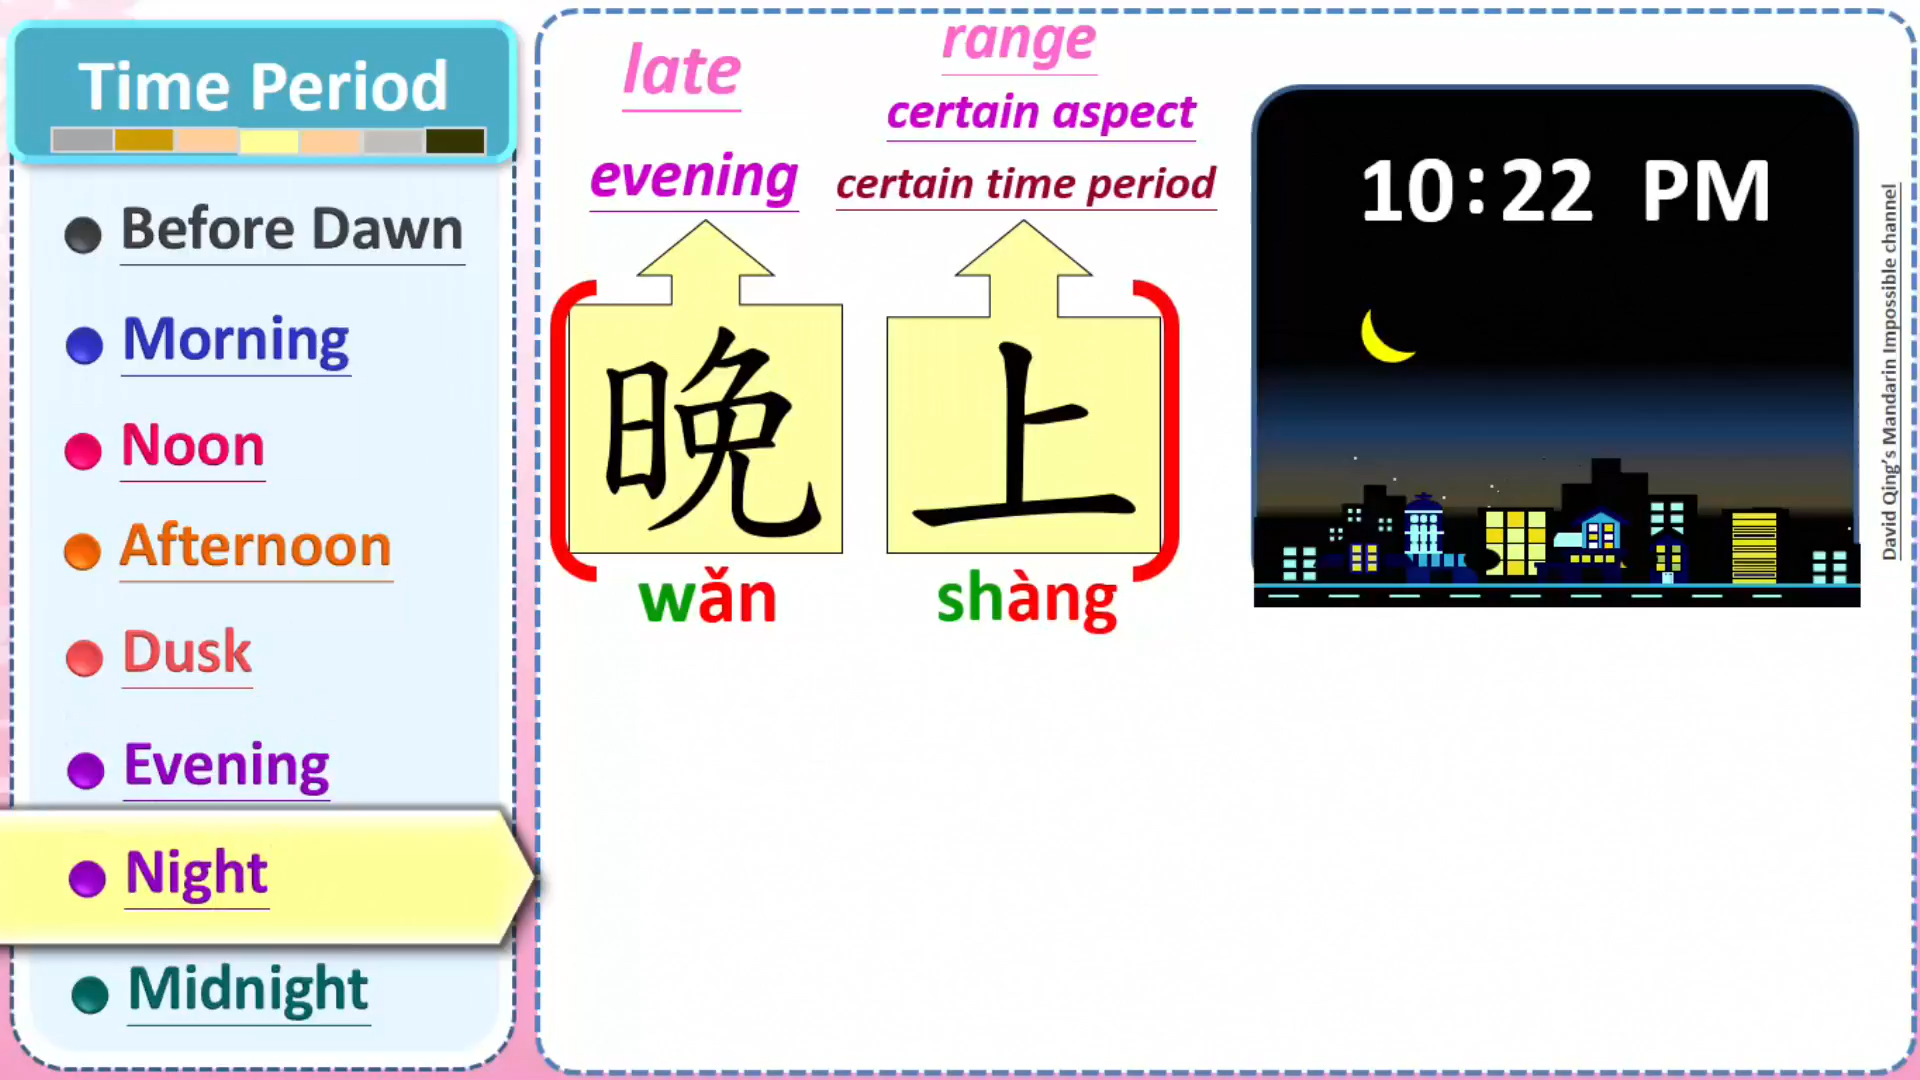 Time Period
Before Dawn
Morning
Noon
Afternoon
Dusk
Evening
Night
Midnight
late
evening
range
certain aspect
certain time period
晚上
wǎn shàng
10:22 PM
David Qing's Mandarin Impossible channel